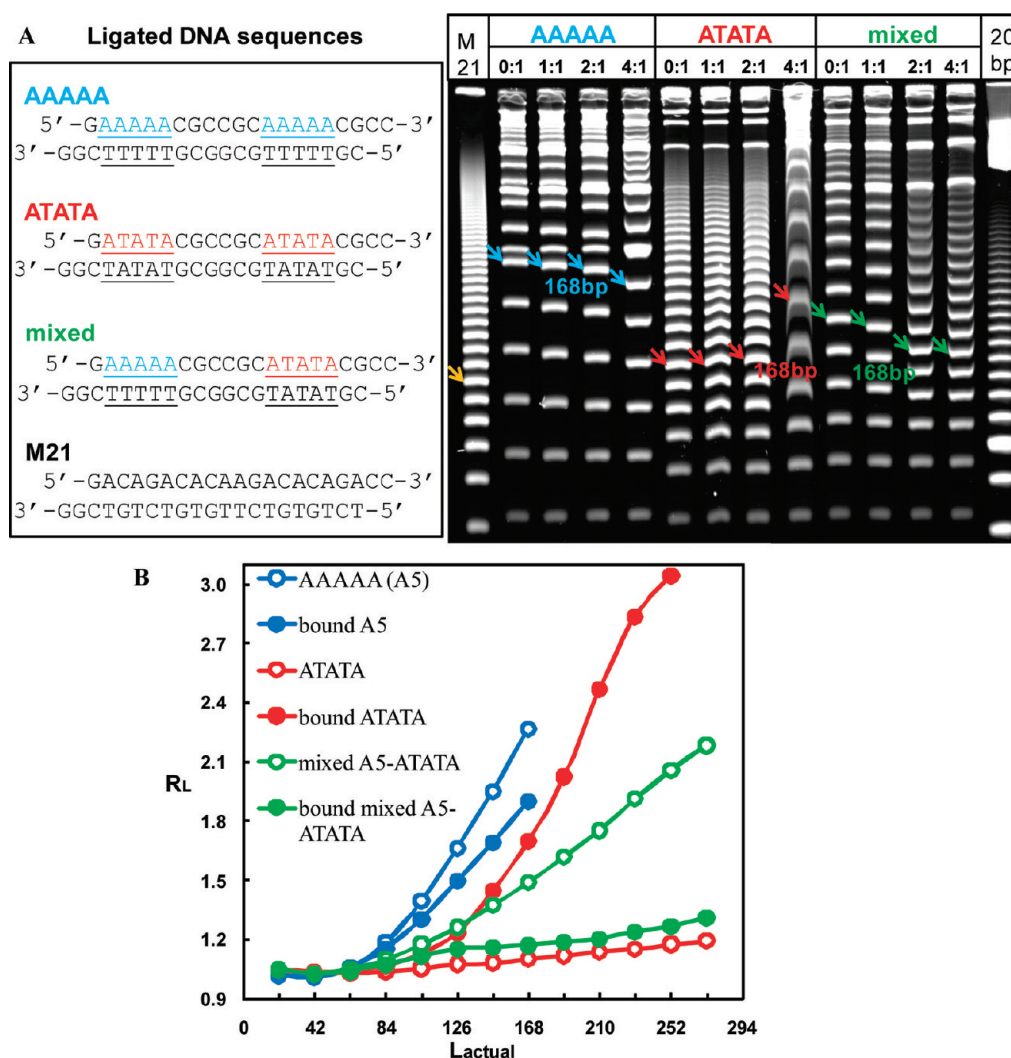 A Ligated DNA sequences
AAAAA
5′-GAAAAACGCCGCAAAAACGCC-3′
3′-GGCTTTTTGCGGCGTTTTTGC-5′
ATATA
5′-GATATACGCCGCATATACGCC-3′
3′-GGCTATATGCGGCGTATATGC-5′
mixed
5′-GAAAAACGCCGCATATACGCC-3′
3′-GGCTTTTTGCGGCGTATATGC-5′
M21
5′-GACAGACACAAGACACAGACC-3′
3′-GGCTGTCTGTGTTCTGTGTCT-5′
M 21 AAAAA ATATA mixed 20 bp
0:1 1:1 2:1 4:1 0:1 1:1 2:1 4:1 0:1 1:1 2:1 4:1
168bp
168bp
168bp
B
AAAAA (A5)
bound A5
ATATA
bound ATATA
mixed A5-ATATA
bound mixed A5-
ATATA
RL
3.0
2.7
2.4
2.1
1.8
1.5
1.2
0.9
0 42 84 126 168 210 252 294
Lactual